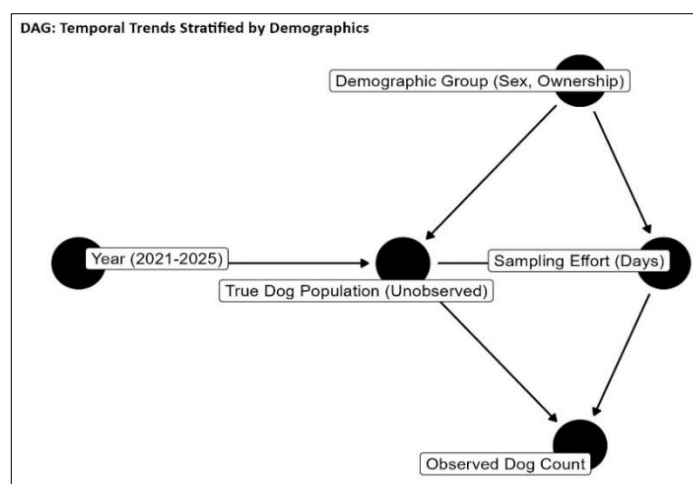 DAG: Temporal Trends Stratified by Demographics
Demographic Group (Sex, Ownership)
Year (2021-2025)
Sampling Effort (Days)
True Dog Population (Unobserved)
Observed Dog Count